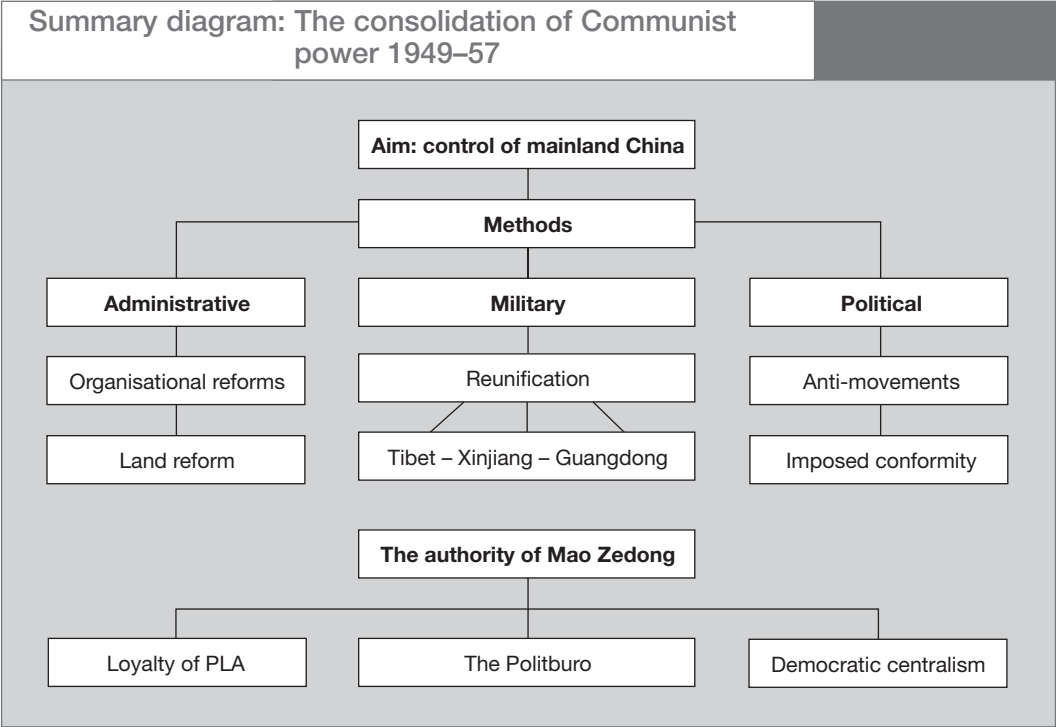 Summary diagram: The consolidation of Communist
power 1949–57
Aim: control of mainland China
Methods
Administrative
Military
Political
Organisational reforms
Reunification
Anti-movements
Land reform
Tibet – Xinjiang – Guangdong
Imposed conformity
The authority of Mao Zedong
Loyalty of PLA
The Politburo
Democratic centralism